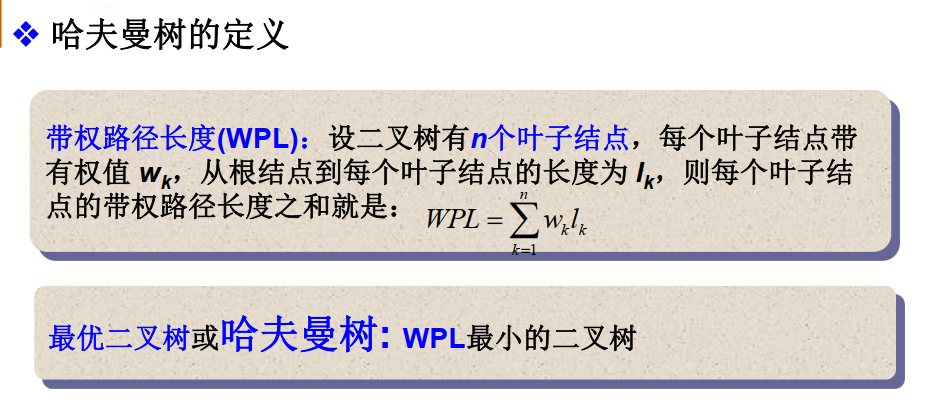 ❖ 哈夫曼树的定义
带权路径长度(WPL)：设二叉树有n个叶子结点，每个叶子结点带
有权值 wk，从根结点到每个叶子结点的长度为 lk，则每个叶子结
点的带权路径长度之和就是： WPL = ∑_{k=1}^{n} w_k l_k
最优二叉树或哈夫曼树: WPL最小的二叉树